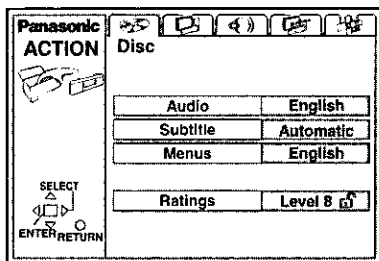 Panasonic
ACTION
Disc
Audio English
Subtitle Automatic
Menus English
Ratings Level 8
SELECT
ENTER RETURN